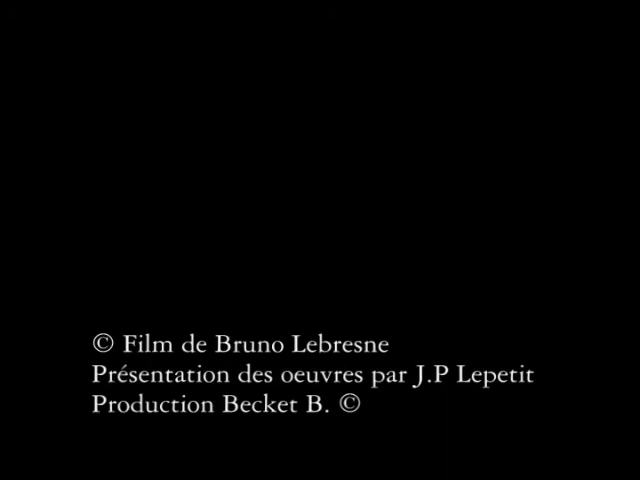 © Film de Bruno Lebresne
Présentation des oeuvres par J.P Lepetit
Production Becket B. ©